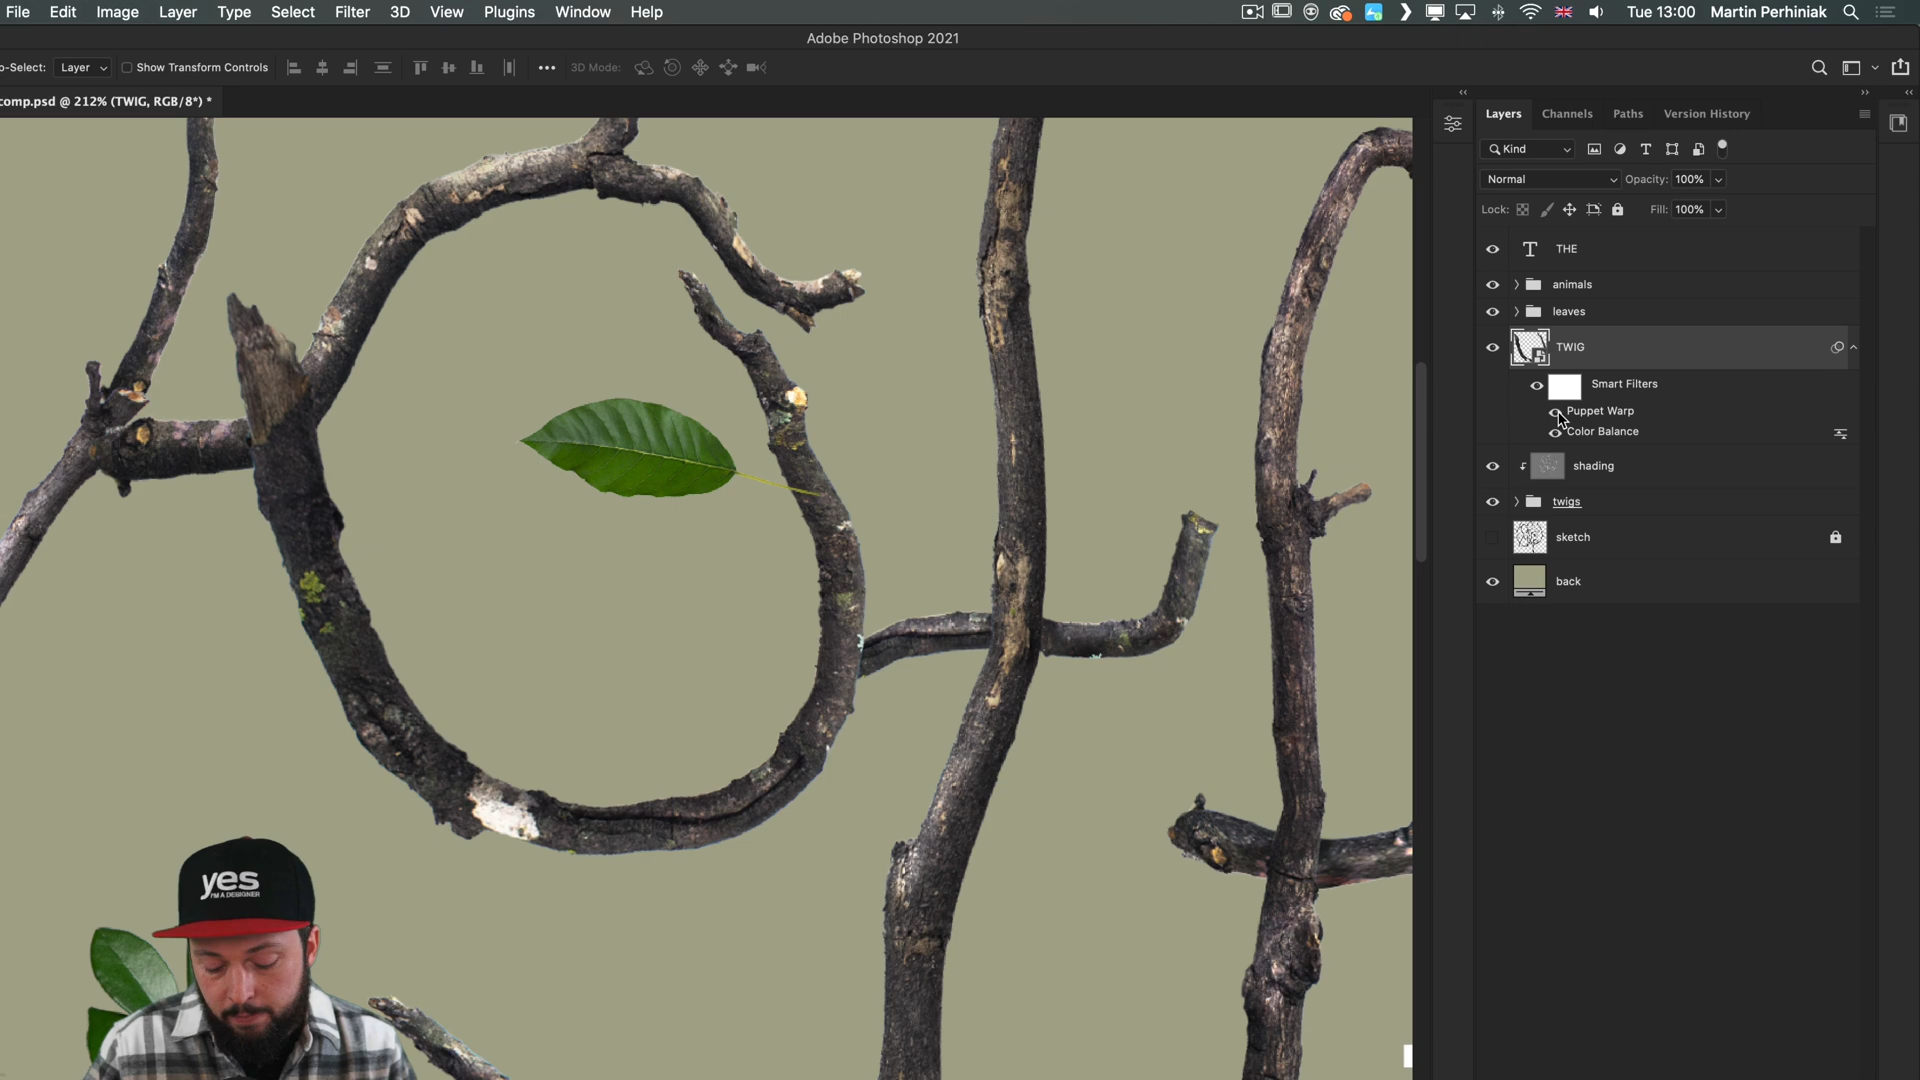 File Edit Image Layer Type Select Filter 3D View Plugins Window Help Tue 13:00 Martin Perhiniak
Adobe Photoshop 2021
o-Select: Layer Show Transform Controls 3D Mode:
comp.psd @ 212% (TWIG, RGB/8*) *
Layers Channels Paths Version History
Kind
Normal Opacity: 100%
Lock: Fill: 100%
THE
animals
leaves
TWIG
Smart Filters
Puppet Warp
Color Balance
shading
twigs
sketch
back
yes
I'M A DESIGNER